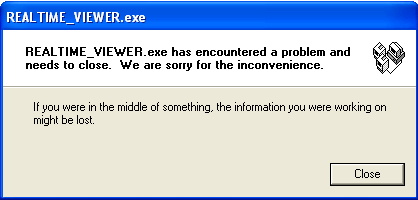 REALTIME_VIEWER.exe
REALTIME_VIEWER.exe has encountered a problem and
needs to close.  We are sorry for the inconvenience.
If you were in the middle of something, the information you were working on
might be lost.
Close